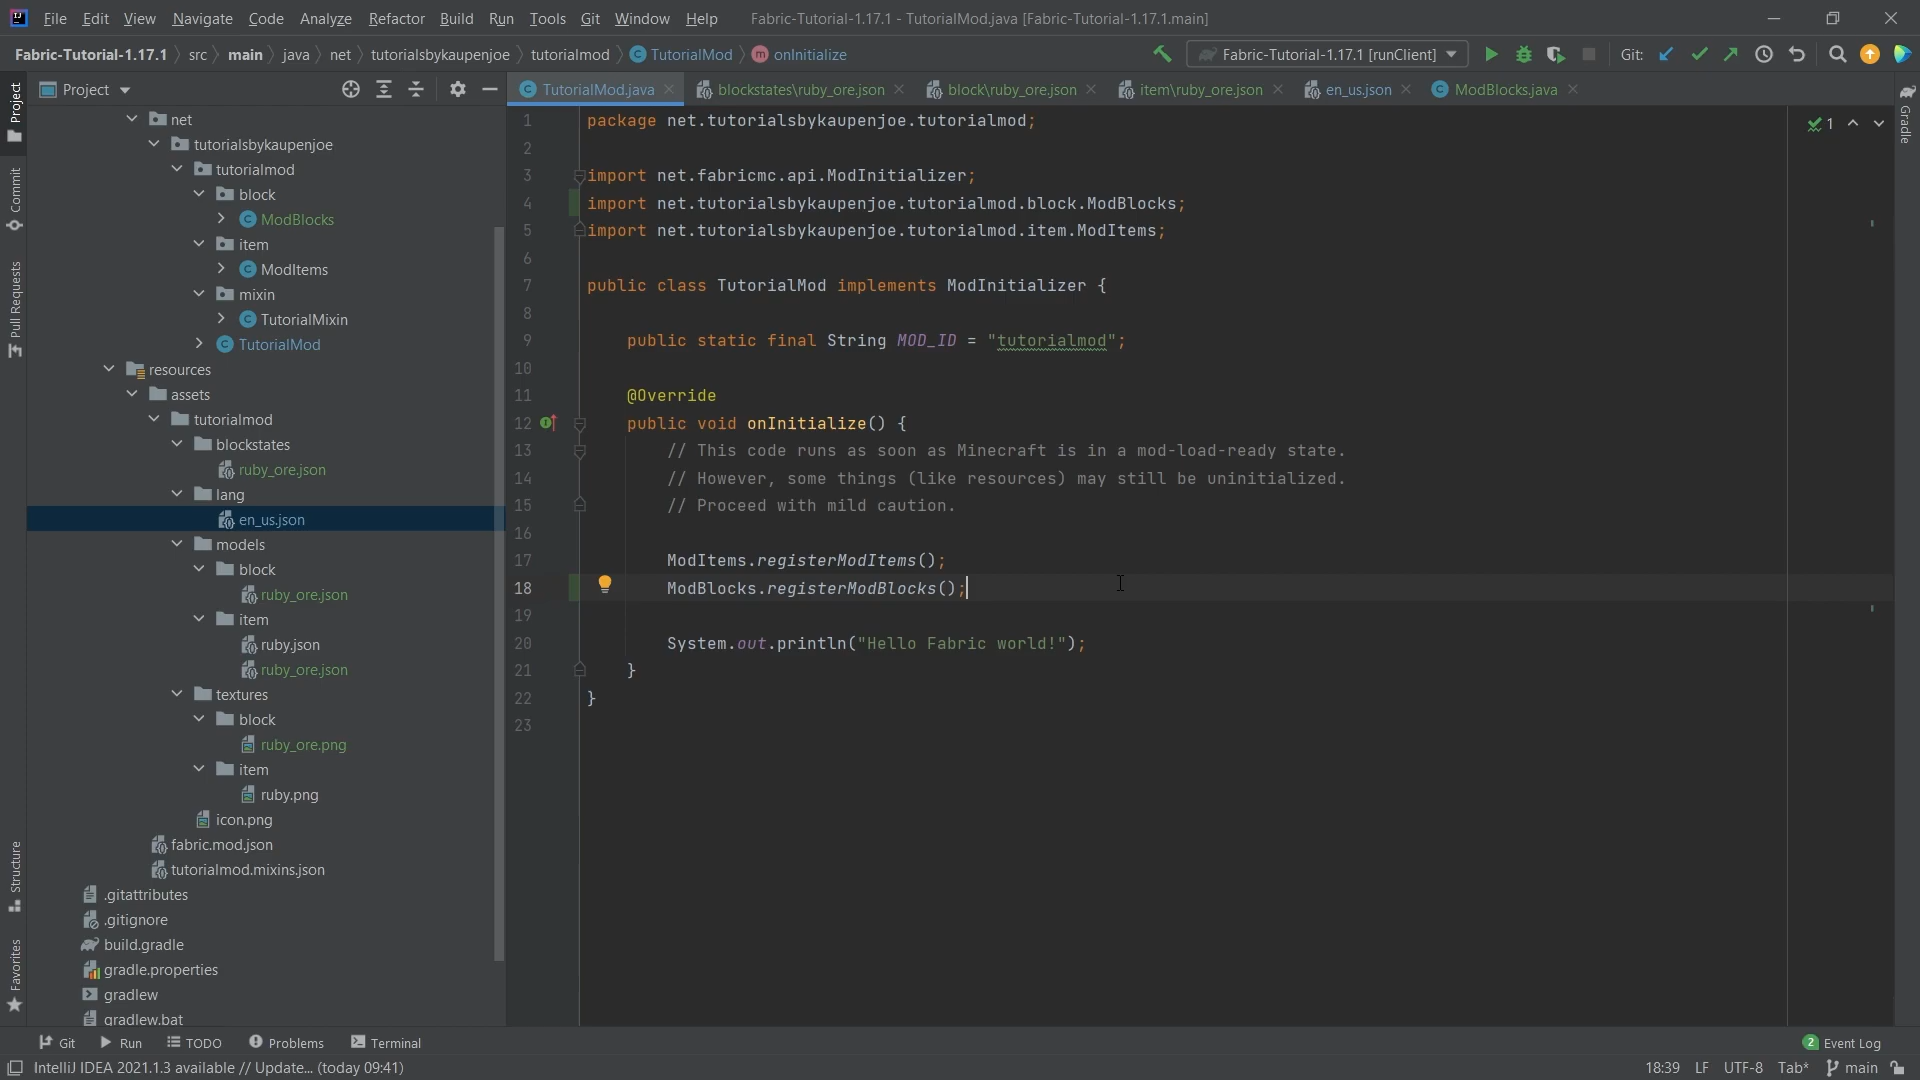 File Edit View Navigate Code Analyze Refactor Build Run Tools Git Window Help Fabric-Tutorial-1.17.1 - TutorialMod.java [Fabric-Tutorial-1.17.1.main]
Fabric-Tutorial-1.17.1 src main java net tutorialsbykaupenjoe tutorialmod TutorialMod onInitialize Fabric-Tutorial-1.17.1 [runClient] Git:
Project
TutorialMod.java blockstates\ruby_ore.json block\ruby_ore.json item\ruby_ore.json en_us.json ModBlocks.java
Project
Commit
Pull Requests
Structure
Favorites
net
tutorialsbykaupenjoe
tutorialmod
block
ModBlocks
item
ModItems
mixin
TutorialMixin
TutorialMod
resources
assets
tutorialmod
blockstates
ruby_ore.json
lang
en_us.json
models
block
ruby_ore.json
item
ruby.json
ruby_ore.json
textures
block
ruby_ore.png
item
ruby.png
icon.png
fabric.mod.json
tutorialmod.mixins.json
.gitattributes
.gitignore
build.gradle
gradle.properties
gradlew
gradlew.bat
1 package net.tutorialsbykaupenjoe.tutorialmod;
2
3 import net.fabricmc.api.ModInitializer;
4 import net.tutorialsbykaupenjoe.tutorialmod.block.ModBlocks;
5 import net.tutorialsbykaupenjoe.tutorialmod.item.ModItems;
6
7 public class TutorialMod implements ModInitializer {
8
9 public static final String MOD_ID = "tutorialmod";
10
11 @Override
12 public void onInitialize() {
13 // This code runs as soon as Minecraft is in a mod-load-ready state.
14 // However, some things (like resources) may still be uninitialized.
15 // Proceed with mild caution.
16
17 ModItems.registerModItems();
18 ModBlocks.registerModBlocks();
19
20 System.out.println("Hello Fabric world!");
21 }
22 }
23
1
Gradle
Git Run TODO Problems Terminal 2 Event Log
IntelliJ IDEA 2021.1.3 available // Update... (today 09:41) 18:39 LF UTF-8 Tab* main